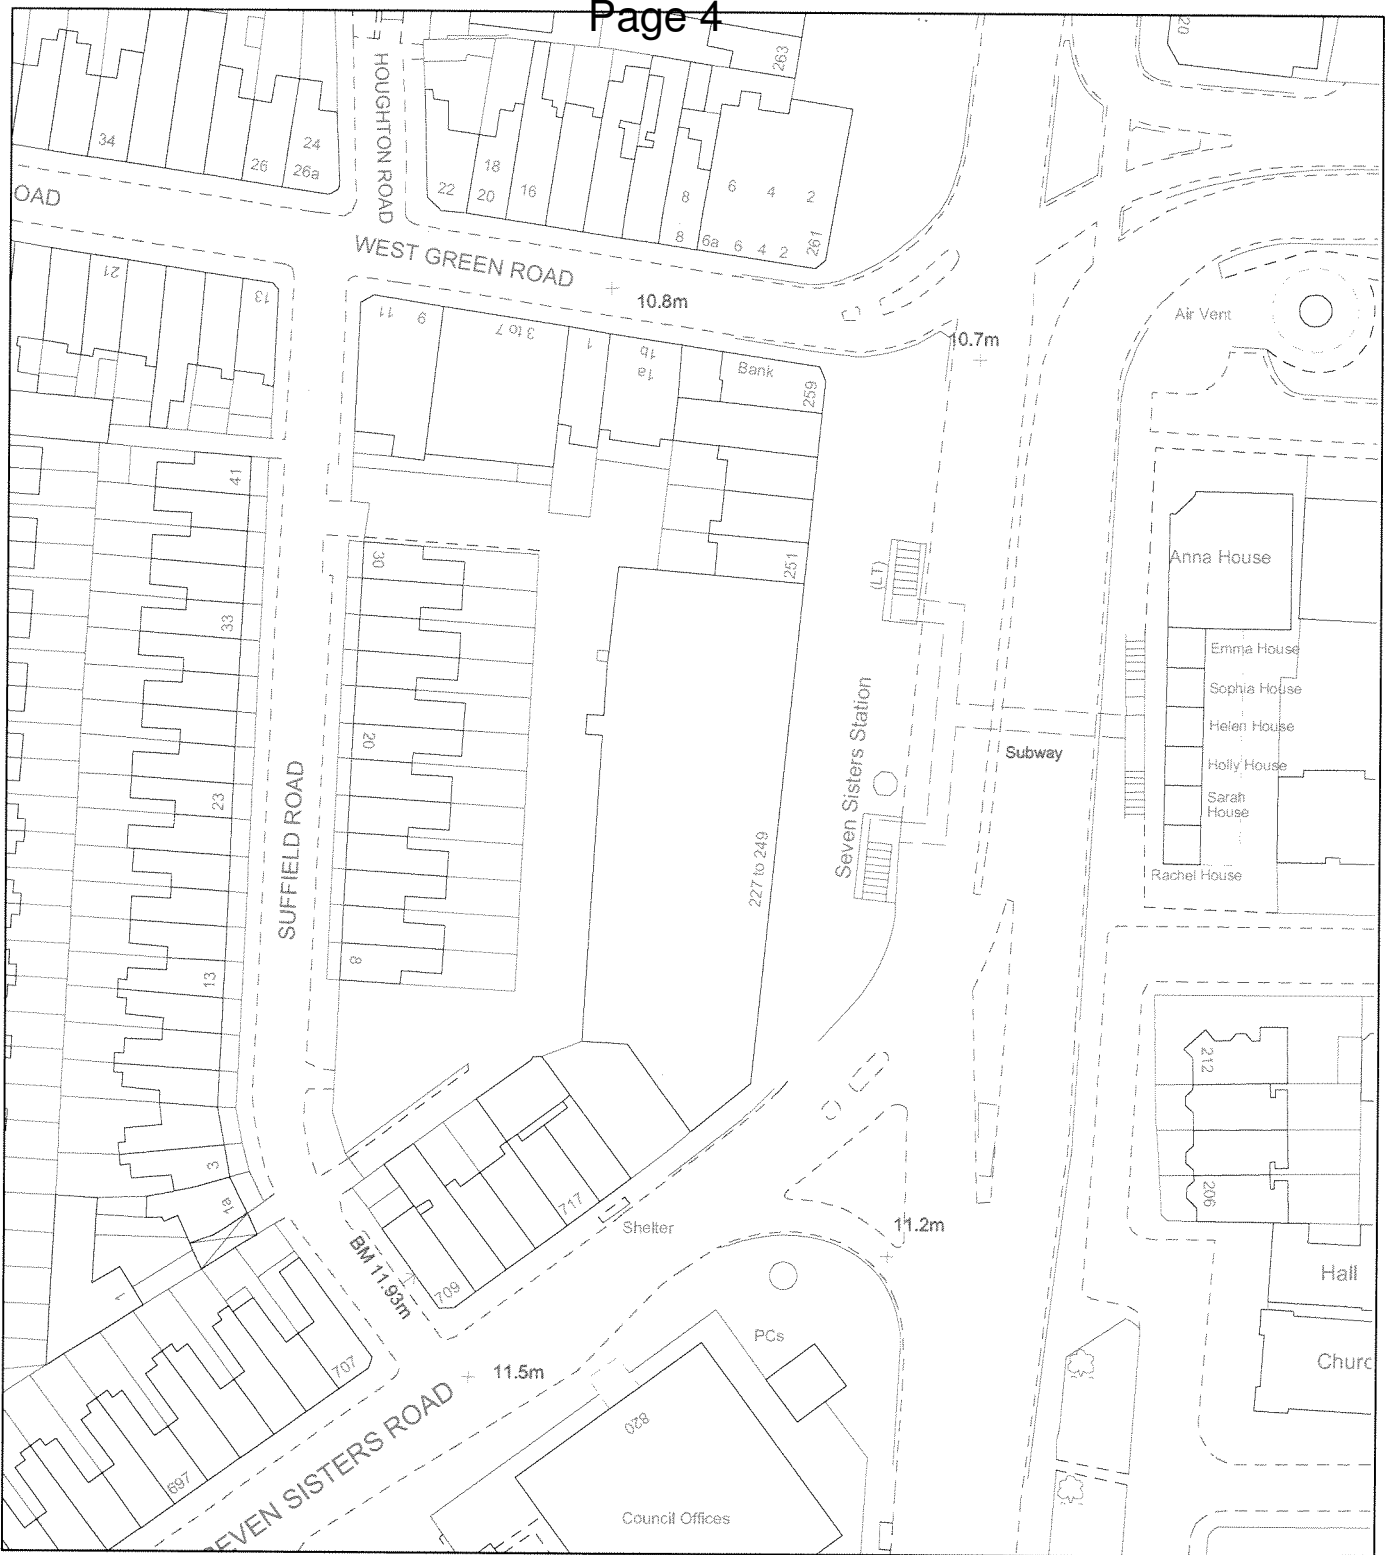 Page 4
20
263
34
24
26
26a
HOUGHTON ROAD
18
22
20
16
8
6
4
2
8
6a
6
4
2
261
OAD
WEST GREEN ROAD
10.8m
21
13
11
9
3 to 7
1
1b
1a
Bank
259
10.7m
Air Vent
41
30
251
(LT)
Anna House
33
Emma House
Sophia House
Helen House
Holly House
Sarah
House
Rachel House
20
Seven Sisters Station
Subway
23
SUFFIELD ROAD
227 to 249
8
13
212
3
1a
206
717
Shelter
11.2m
BM 11.93m
709
1
Hall
PCs
707
11.5m
Churc
820
697
EVEN SISTERS ROAD
Council Offices